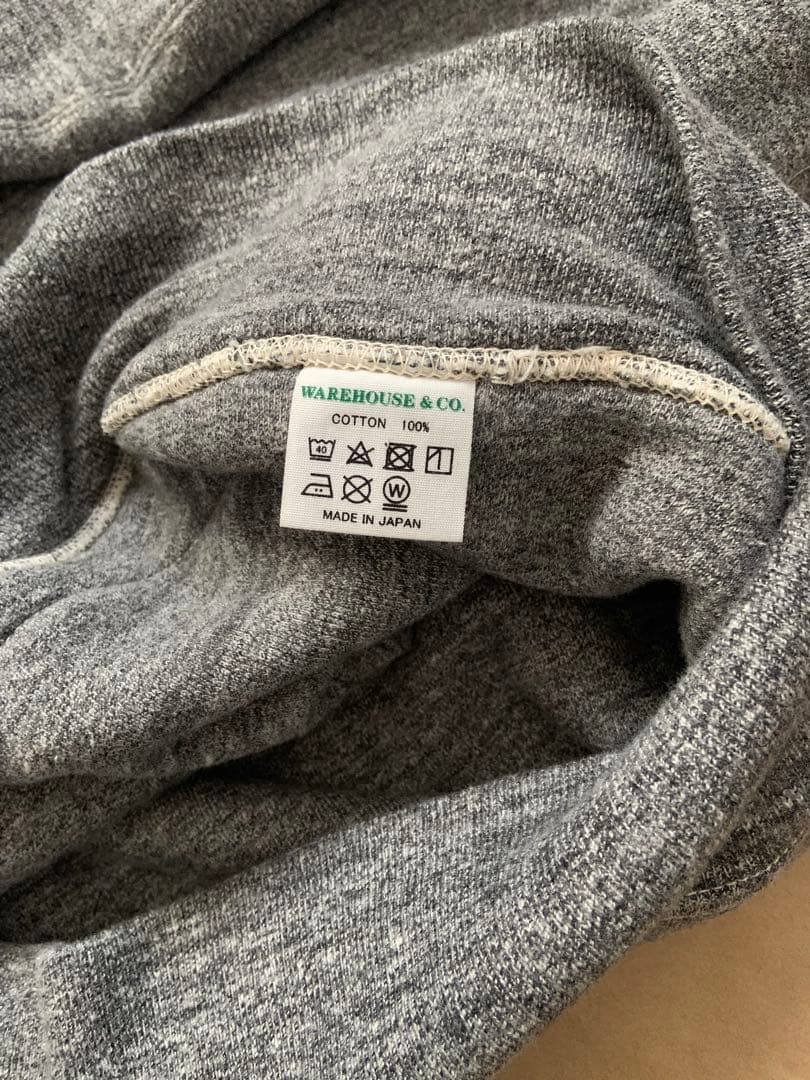 WAREHOUSE & CO.
COTTON 100%
40
W
MADE IN JAPAN